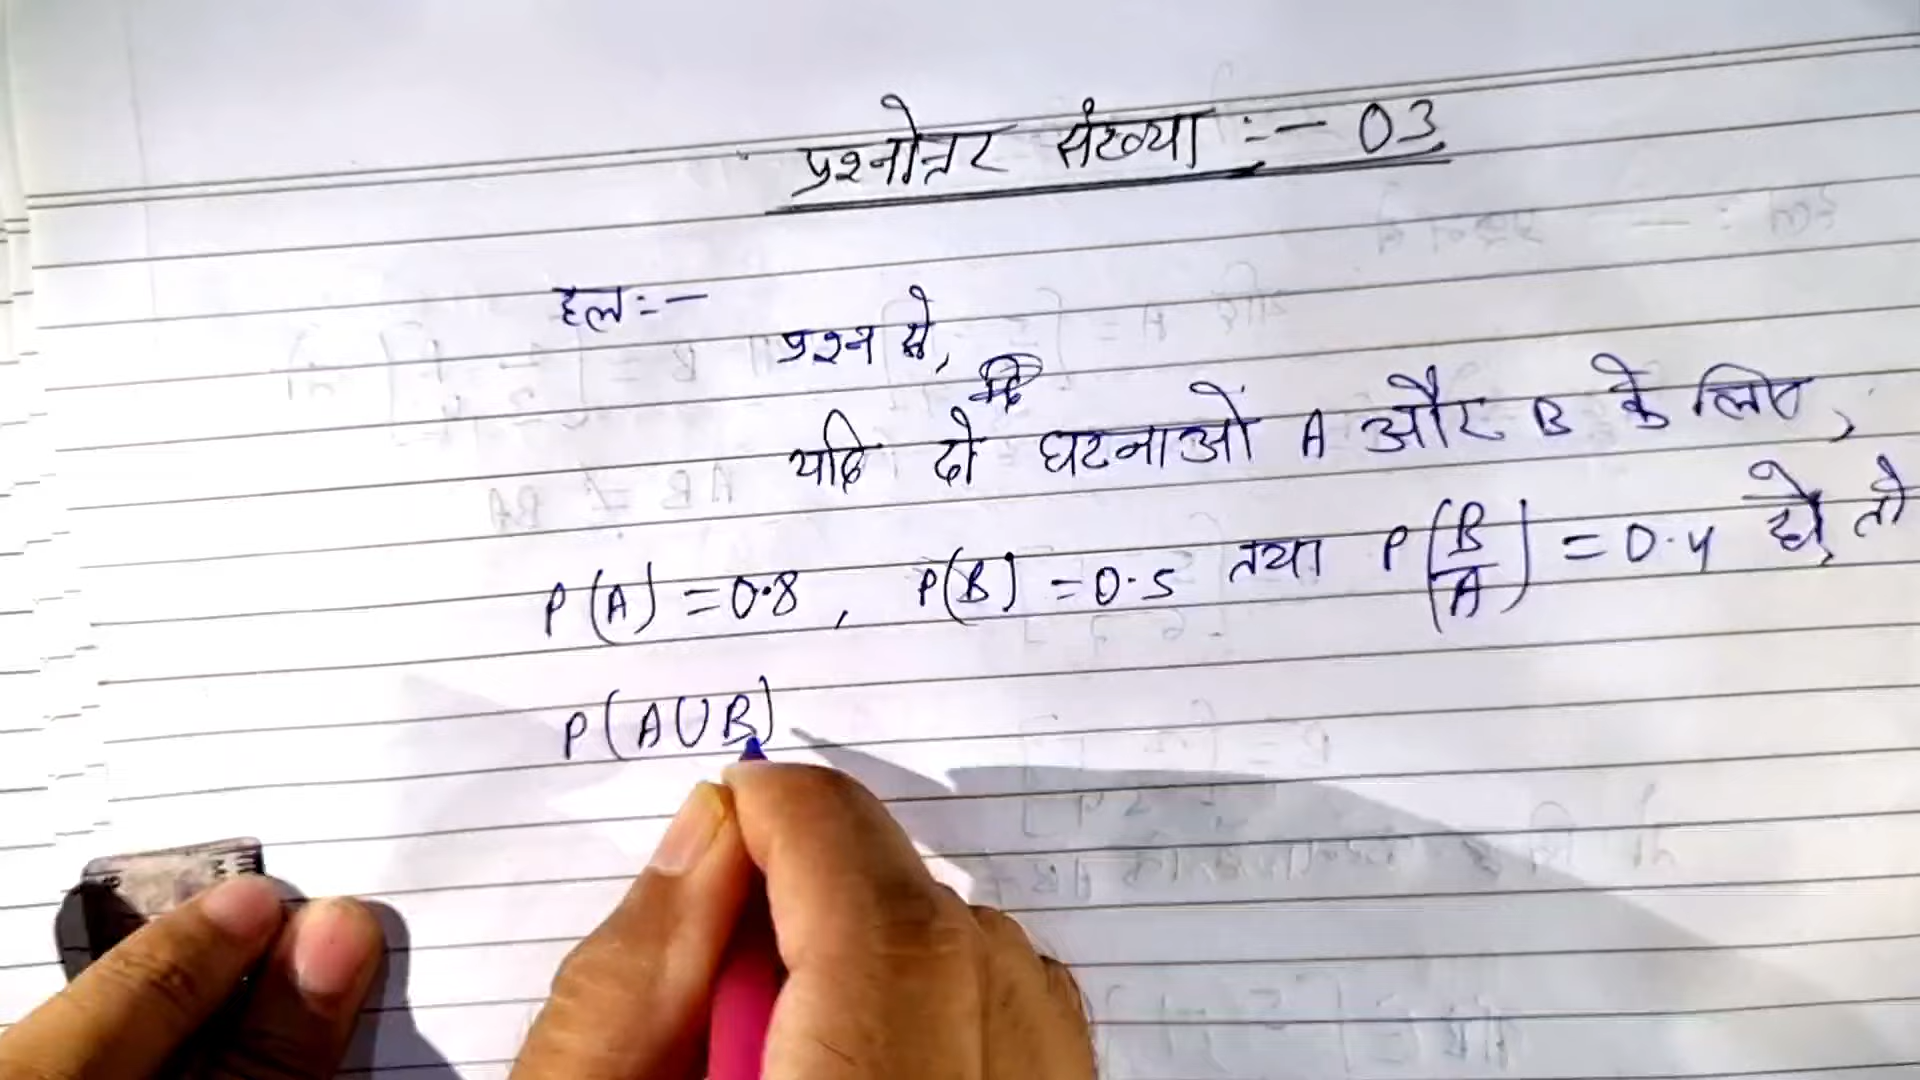 प्रश्नोत्तर संख्या :- 03
हल:-
प्रश्न से,
यदि दो घटनाओं A और B के लिए,
P(A) = 0.8, P(B) = 0.5 तथा P(B/A) = 0.4 हो, तो
P(A∪B)